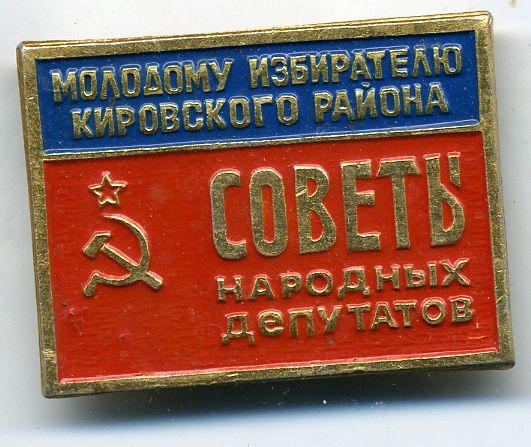 МОЛОДОМУ ИЗБИРАТЕЛЮ
КИРОВСКОГО РАЙОНА
СОВЕТЫ
НАРОДНЫХ
ДЕПУТАТОВ